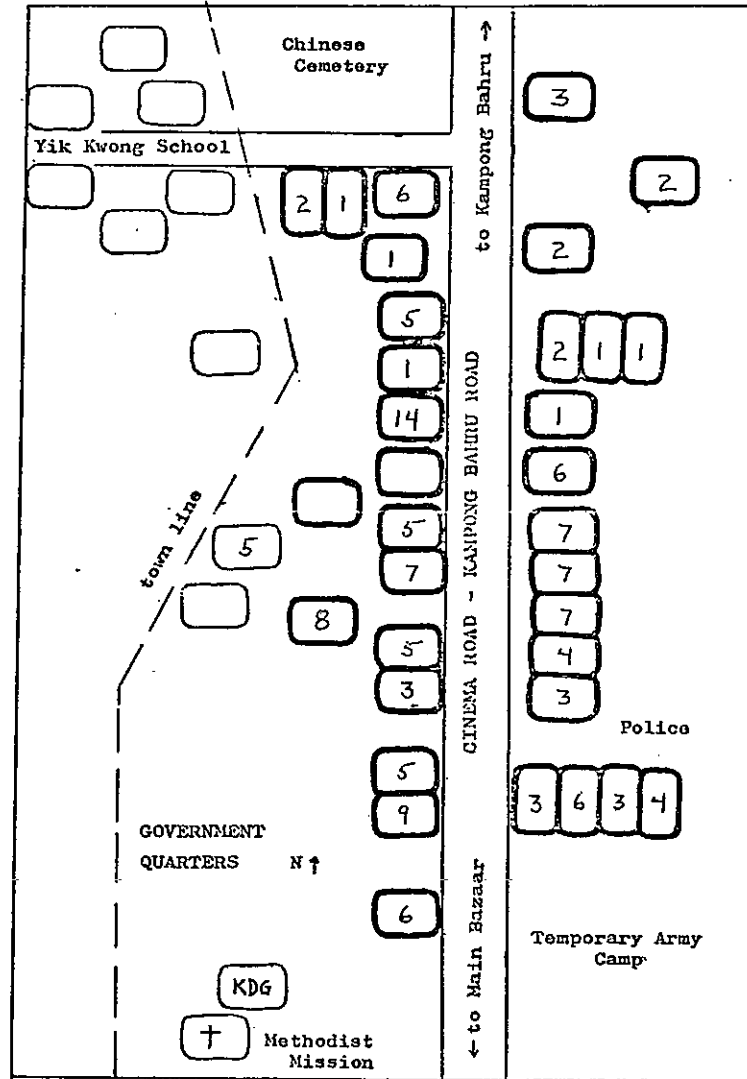 Chinese
Cemetery
to Kampong Bahru →
3
Yik Kwong School
2
1
6
2
1
2
5
2
1
1
1
14
1
6
CINEMA ROAD - KAMPONG BAHRU ROAD
town line
5
5
7
7
7
8
7
5
4
3
3
Police
5
9
3
6
3
4
GOVERNMENT
QUARTERS N ↑
6
← to Main Bazaar
Temporary Army
Camp
KDG
†
Methodist
Mission